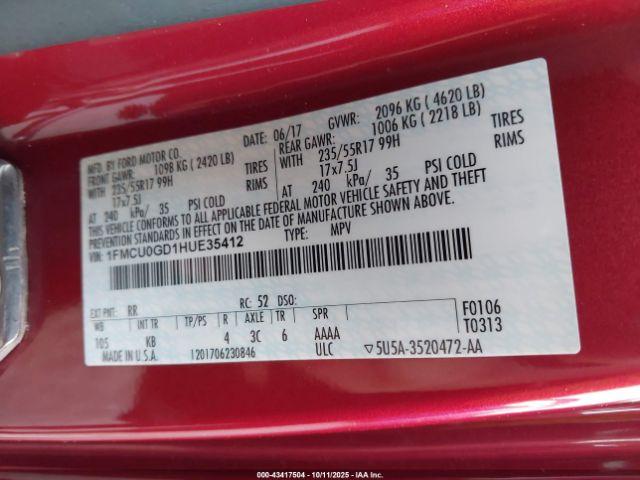 MFD. BY FORD MOTOR CO.
DATE: 06/17 GVWR: 2096 KG ( 4620 LB)
FRONT GAWR: 1098 KG ( 2420 LB) REAR GAWR: 1006 KG ( 2218 LB)
WITH 235/55R17 99H TIRES WITH 235/55R17 99H TIRES
17x7.5J RIMS 17x7.5J RIMS
AT 240 kPa/ 35 PSI COLD AT 240 kPa/ 35 PSI COLD
THIS VEHICLE CONFORMS TO ALL APPLICABLE FEDERAL MOTOR VEHICLE SAFETY AND THEFT
PREVENTION STANDARDS IN EFFECT ON THE DATE OF MANUFACTURE SHOWN ABOVE.
VIN: 1FMCU0GD1HUE35412 TYPE: MPV
EXT PNT: RR RC: 52 DSO:
WB INT TR TP/PS R AXLE TR SPR
105 KB 4 3C 6 AAAA
MADE IN U.S.A. 1201706230846 ULC
F0106
T0313
▽5U5A-3520472-AA
000-43417504 - 10/11/2025 - IAA Inc.